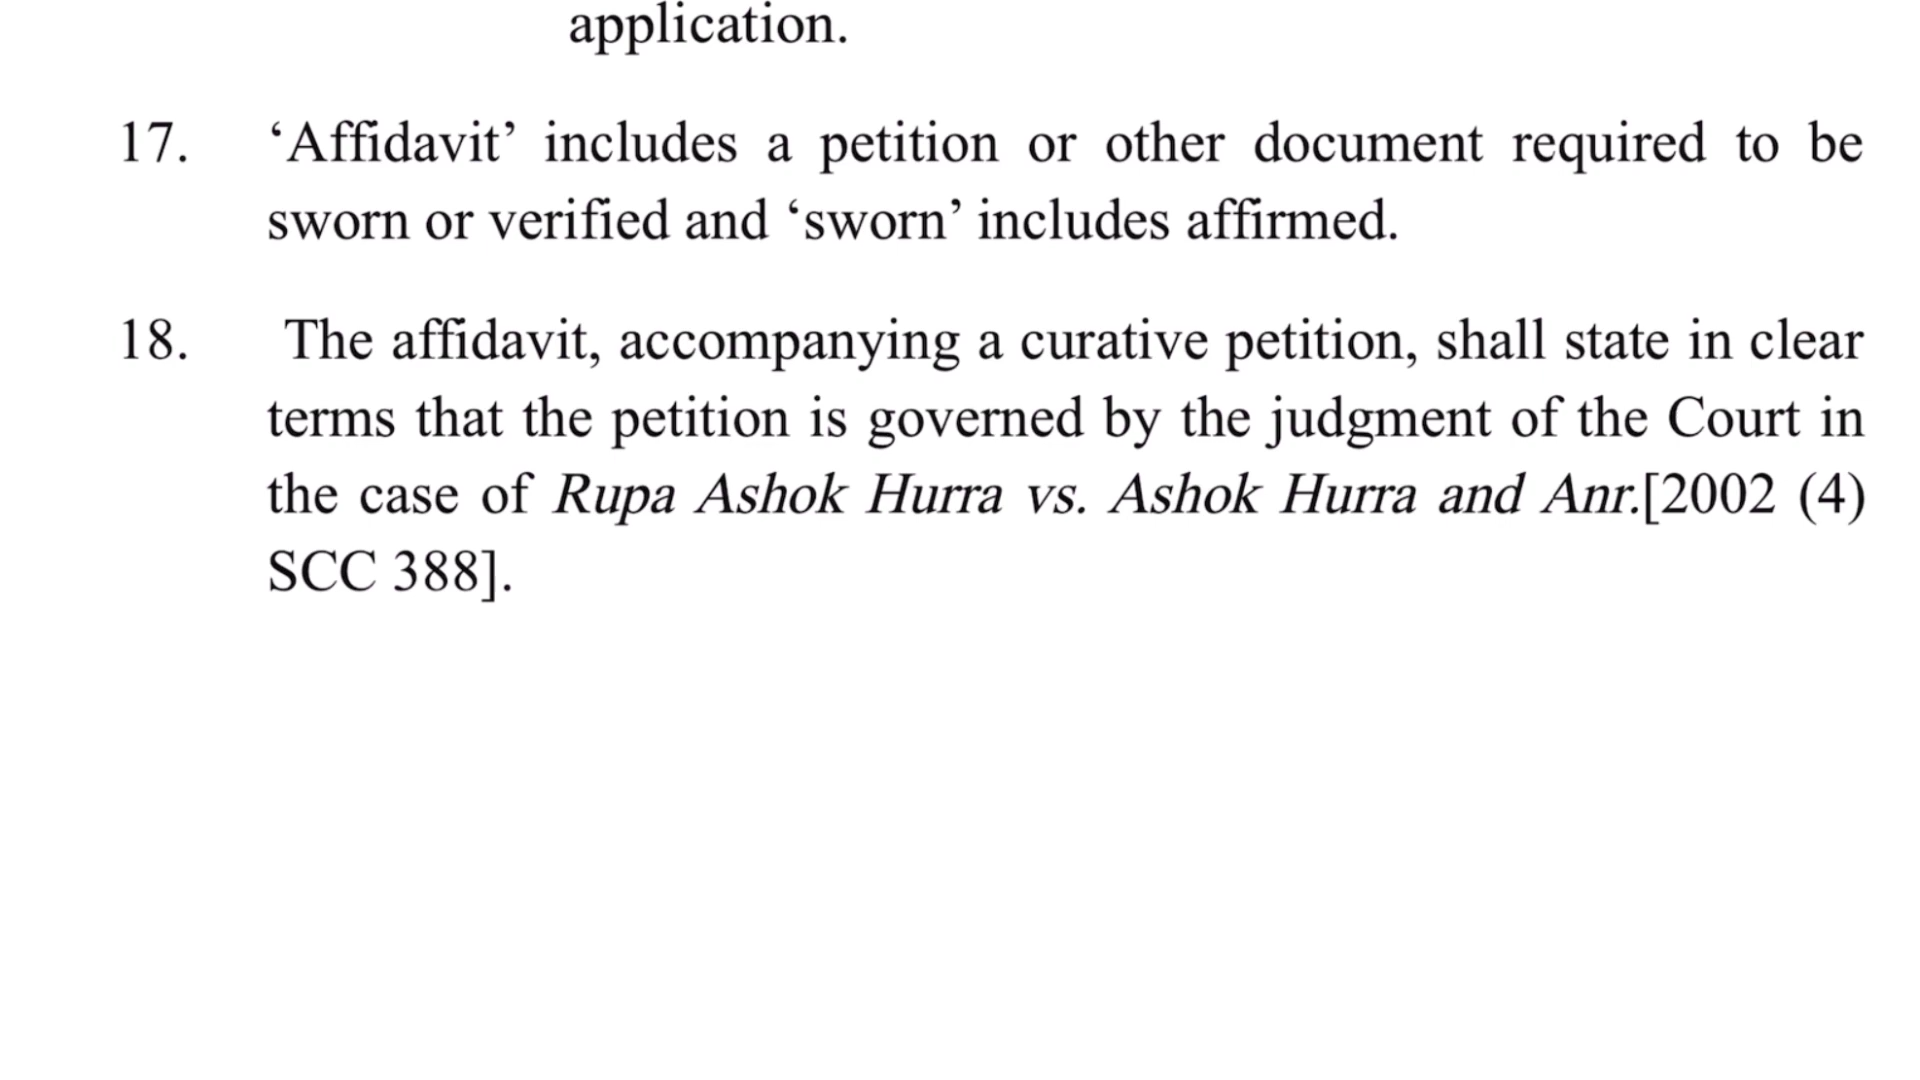 application.
17. ‘Affidavit’ includes a petition or other document required to be
sworn or verified and ‘sworn’ includes affirmed.
18. The affidavit, accompanying a curative petition, shall state in clear
terms that the petition is governed by the judgment of the Court in
the case of Rupa Ashok Hurra vs. Ashok Hurra and Anr.[2002 (4)
SCC 388].